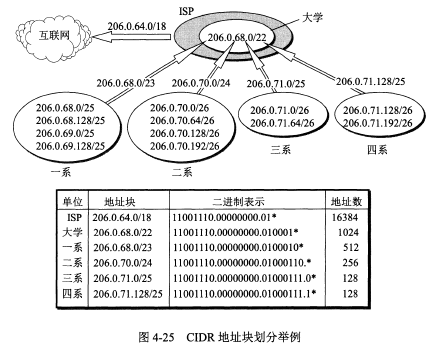 ISP
大学
互联网
206.0.64.0/18
206.0.68.0/22
206.0.68.0/23
206.0.70.0/24
206.0.71.0/25
206.0.71.128/25
206.0.68.0/25
206.0.68.128/25
206.0.69.0/25
206.0.69.128/25
一系
206.0.70.0/26
206.0.70.64/26
206.0.70.128/26
206.0.70.192/26
二系
206.0.71.0/26
206.0.71.64/26
三系
206.0.71.128/26
206.0.71.192/26
四系
单位 地址块 二进制表示 地址数
ISP 206.0.64.0/18 11001110.00000000.01* 16384
大学 206.0.68.0/22 11001110.00000000.010001* 1024
一系 206.0.68.0/23 11001110.00000000.0100010* 512
二系 206.0.70.0/24 11001110.00000000.01000110.* 256
三系 206.0.71.0/25 11001110.00000000.01000111.0* 128
四系 206.0.71.128/25 11001110.00000000.01000111.1* 128
图 4-25 CIDR 地址块划分举例